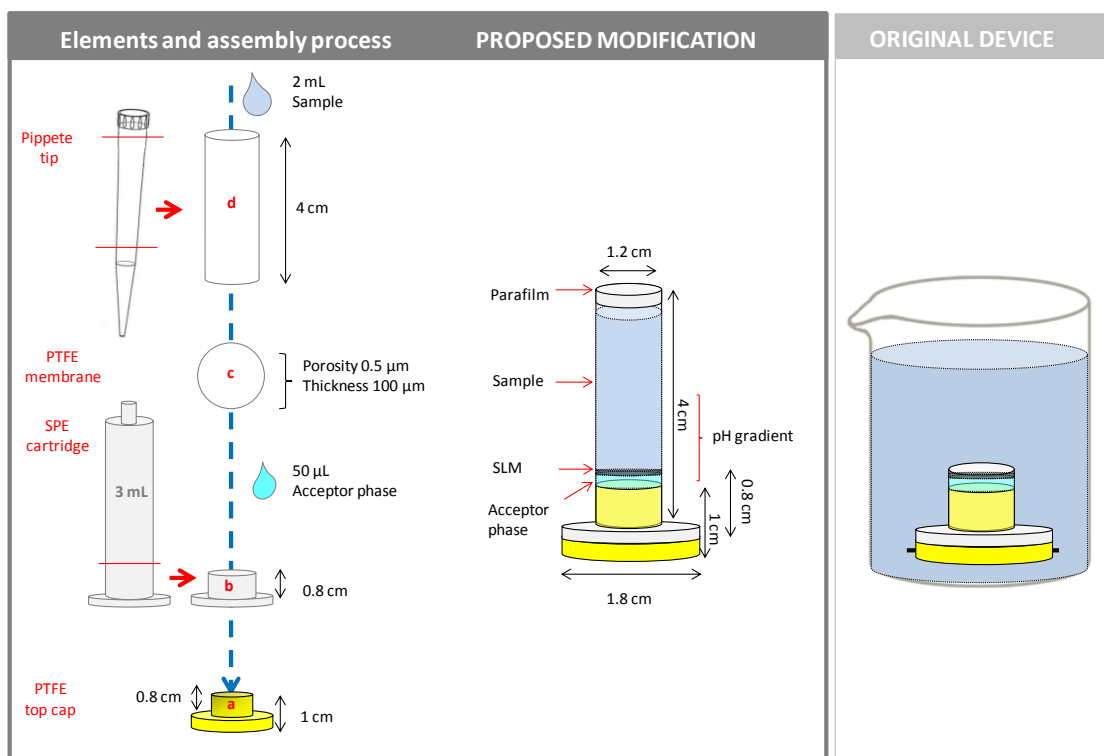 Elements and assembly process
PROPOSED MODIFICATION
ORIGINAL DEVICE
2 mL
Sample
Pippete
tip
d
4 cm
PTFE
membrane
c
Porosity 0.5 µm
Thickness 100 µm
SPE
cartridge
3 mL
50 µL
Acceptor phase
b
0.8 cm
PTFE
top cap
0.8 cm
a
1 cm
1.2 cm
Parafilm
Sample
4cm
pH gradient
SLM
Acceptor
phase
0.8 cm
1 cm
1.8 cm